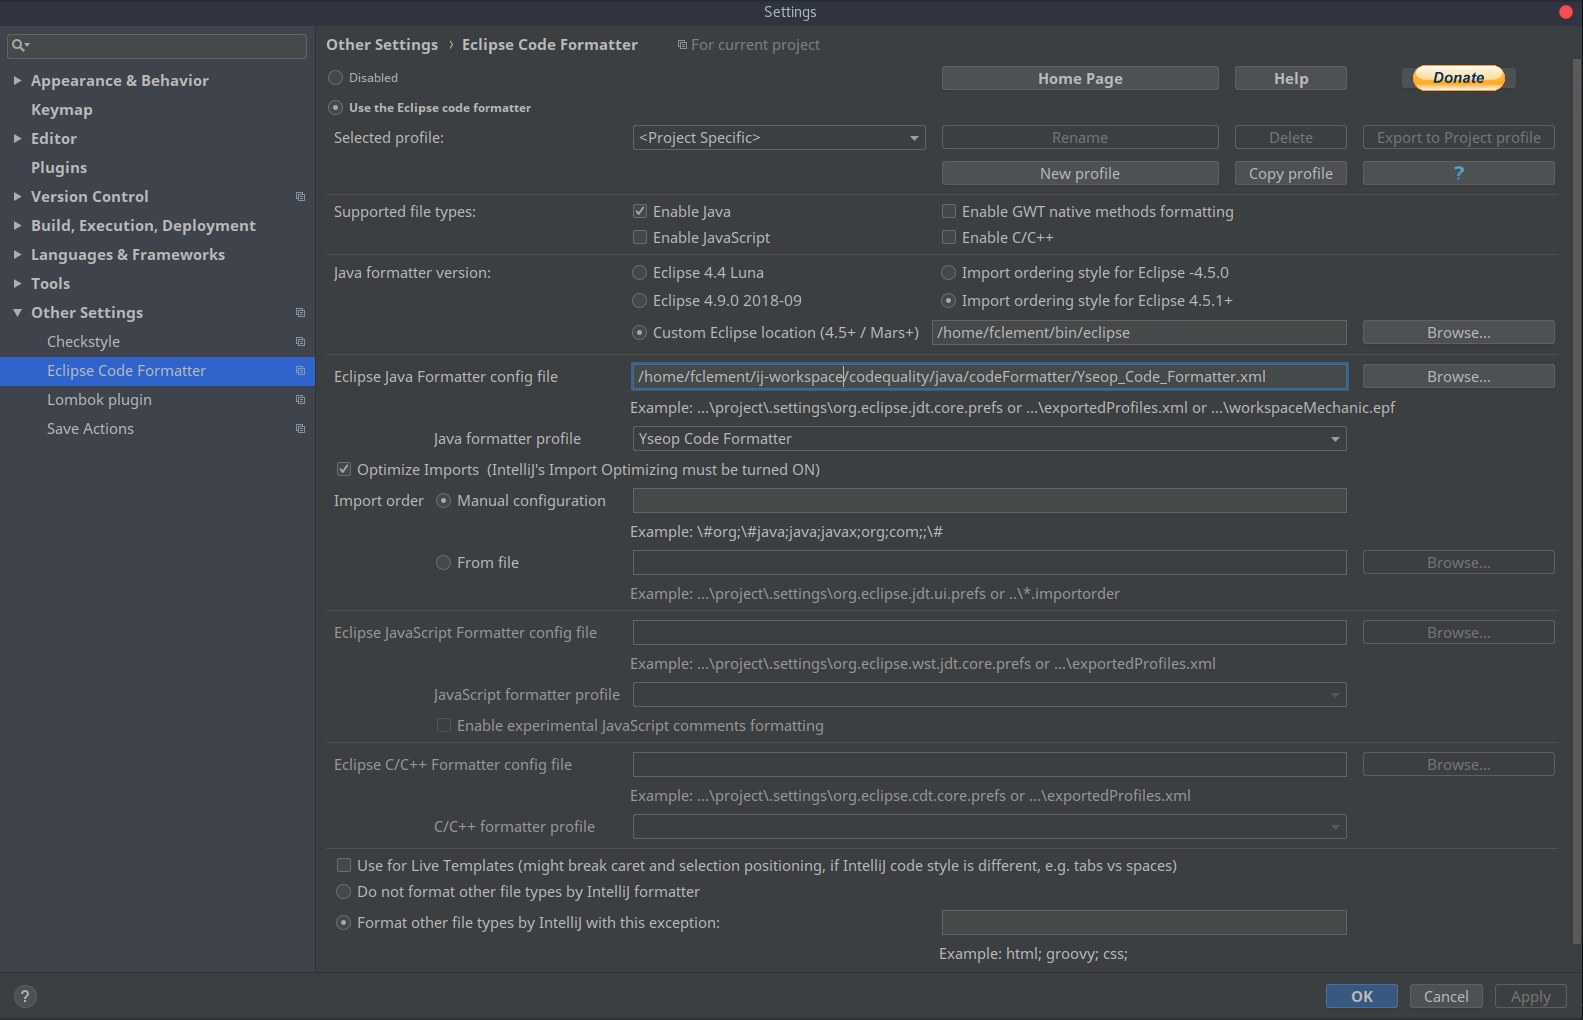 Settings
Other Settings › Eclipse Code Formatter For current project
Appearance & Behavior
Keymap
Editor
Plugins
Version Control
Build, Execution, Deployment
Languages & Frameworks
Tools
Other Settings
Checkstyle
Eclipse Code Formatter
Lombok plugin
Save Actions
Disabled
Home Page Help Donate
Use the Eclipse code formatter
Selected profile: <Project Specific> Rename Delete Export to Project profile
New profile Copy profile ?
Supported file types: Enable Java Enable GWT native methods formatting
Enable JavaScript Enable C/C++
Java formatter version: Eclipse 4.4 Luna Import ordering style for Eclipse -4.5.0
Eclipse 4.9.0 2018-09 Import ordering style for Eclipse 4.5.1+
Custom Eclipse location (4.5+ / Mars+) /home/fclement/bin/eclipse Browse...
Eclipse Java Formatter config file /home/fclement/ij-workspace/codequality/java/codeFormatter/Yseop_Code_Formatter.xml Browse...
Example: ...\project\.settings\org.eclipse.jdt.core.prefs or ...\exportedProfiles.xml or ...\workspaceMechanic.epf
Java formatter profile Yseop Code Formatter
Optimize Imports (IntelliJ's Import Optimizing must be turned ON)
Import order Manual configuration
Example: \#org;\#java;java;javax;org;com;;\#
From file Browse...
Example: ...\project\.settings\org.eclipse.jdt.ui.prefs or ..\*.importorder
Eclipse JavaScript Formatter config file Browse...
Example: ...\project\.settings\org.eclipse.wst.jdt.core.prefs or ...\exportedProfiles.xml
JavaScript formatter profile
Enable experimental JavaScript comments formatting
Eclipse C/C++ Formatter config file Browse...
Example: ...\project\.settings\org.eclipse.cdt.core.prefs or ...\exportedProfiles.xml
C/C++ formatter profile
Use for Live Templates (might break caret and selection positioning, if IntelliJ code style is different, e.g. tabs vs spaces)
Do not format other file types by IntelliJ formatter
Format other file types by IntelliJ with this exception:
Example: html; groovy; css;
? OK Cancel Apply